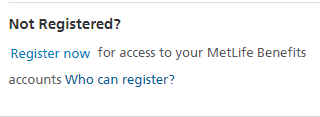 Not Registered?
Register now for access to your MetLife Benefits
accounts Who can register?